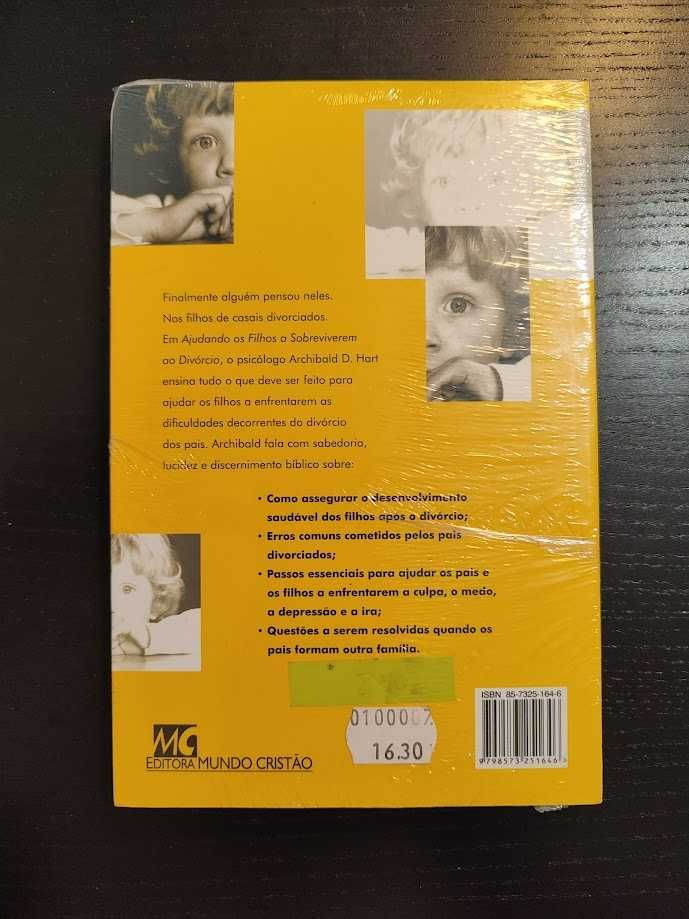 Finalmente alguém pensou neles.
Nos filhos de casais divorciados.
Em Ajudando os Filhos a Sobreviverem
ao Divórcio, o psicólogo Archibald D. Hart
ensina tudo o que deve ser feito para
ajudar os filhos a enfrentarem as
dificuldades decorrentes do divórcio
dos pais. Archibald fala com sabedoria,
lucidez e discernimento bíblico sobre:
• Como assegurar o desenvolvimento
saudável dos filhos após o divórcio;
• Erros comuns cometidos pelos pais
divorciados;
• Passos essenciais para ajudar os pais e
os filhos a enfrentarem a culpa, o medo,
a depressão e a ira;
• Questões a serem resolvidas quando os
pais formam outra família.
ISBN 85-7325-164-6
9798573251646
0100007
16.30
MC
EDITORA MUNDO CRISTÃO